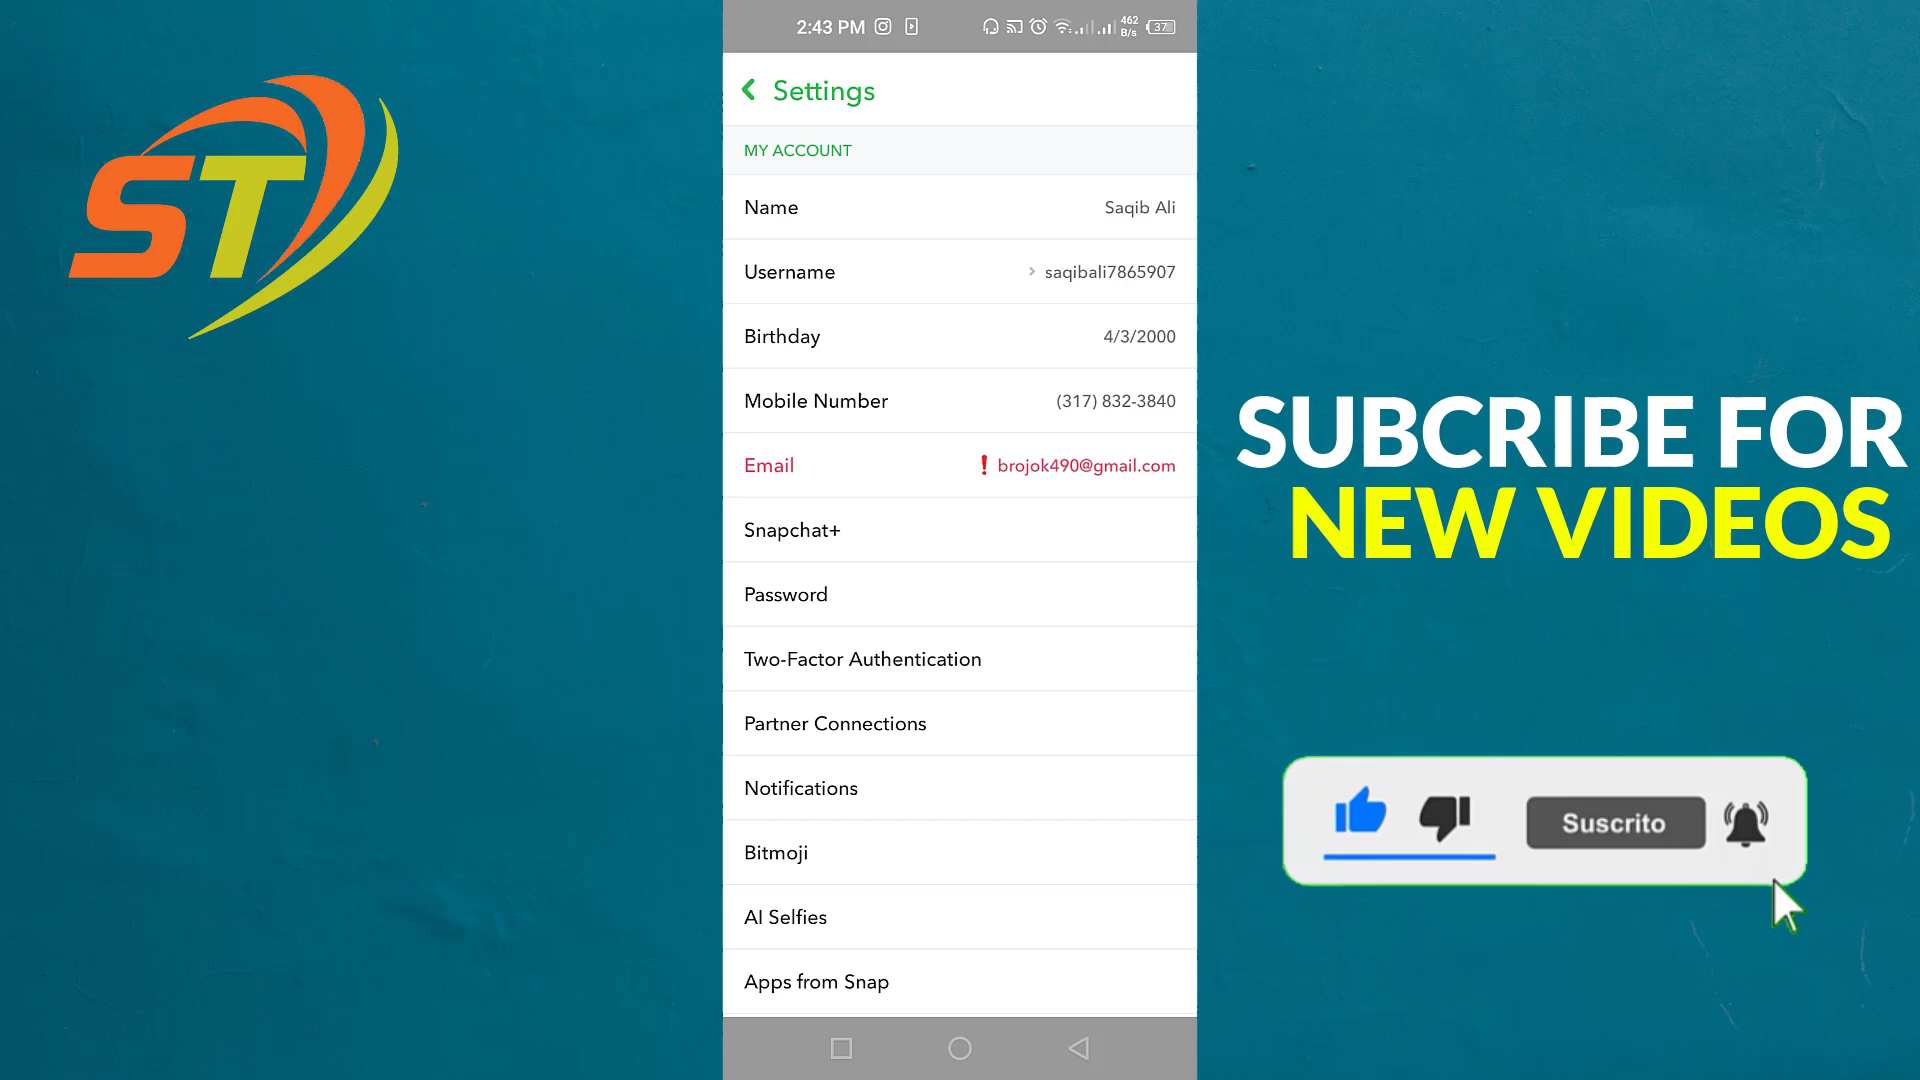 2:43 PM
462
B/s
37
ST
Settings
MY ACCOUNT
Name Saqib Ali
Username saqibali7865907
Birthday 4/3/2000
Mobile Number (317) 832-3840
Email brojok490@gmail.com
Snapchat+
Password
Two-Factor Authentication
Partner Connections
Notifications
Bitmoji
AI Selfies
Apps from Snap
SUBCRIBE FOR
NEW VIDEOS
Suscrito